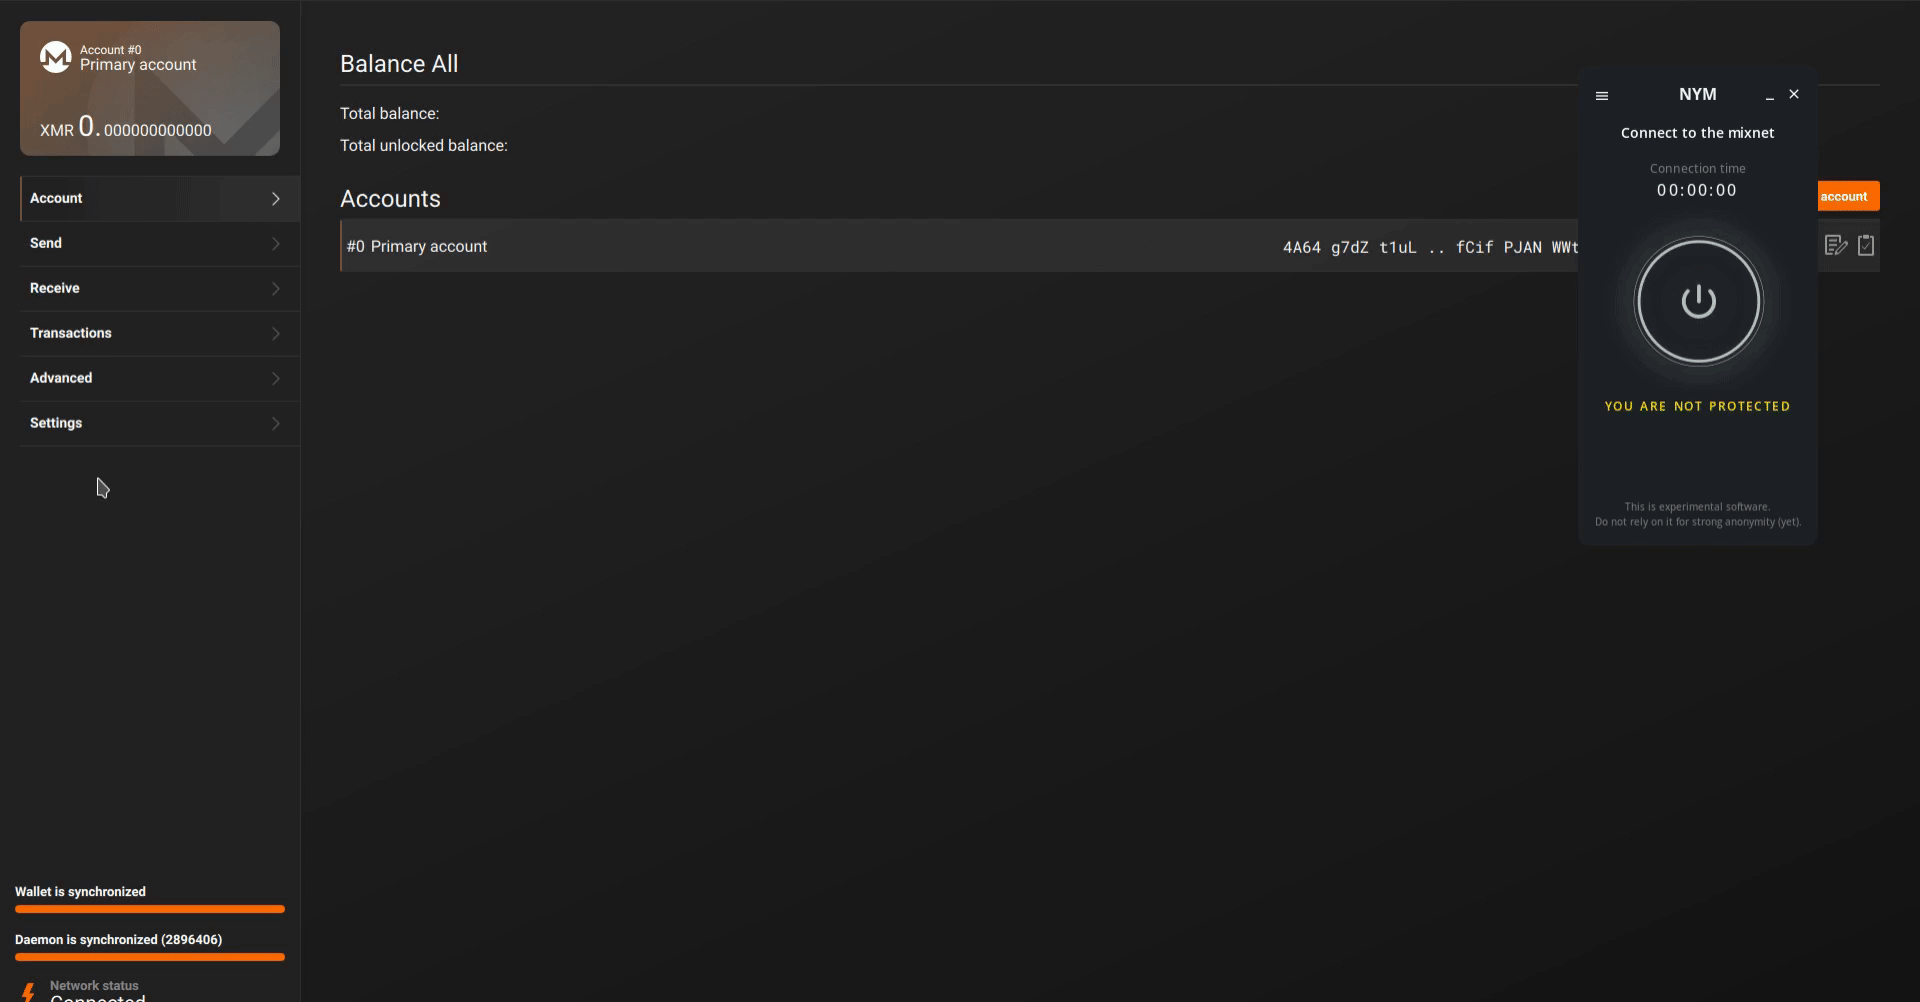 Account #0
Primary account
XMR 0.000000000000
Account
Send
Receive
Transactions
Advanced
Settings
Wallet is synchronized
Daemon is synchronized (2896406)
Network status
Connected
Balance All
Total balance:
Total unlocked balance:
Accounts
account
#0 Primary account
4A64 g7dZ t1uL .. fCif PJAN WWt
NYM
Connect to the mixnet
Connection time
00:00:00
YOU ARE NOT PROTECTED
This is experimental software.
Do not rely on it for strong anonymity (yet).